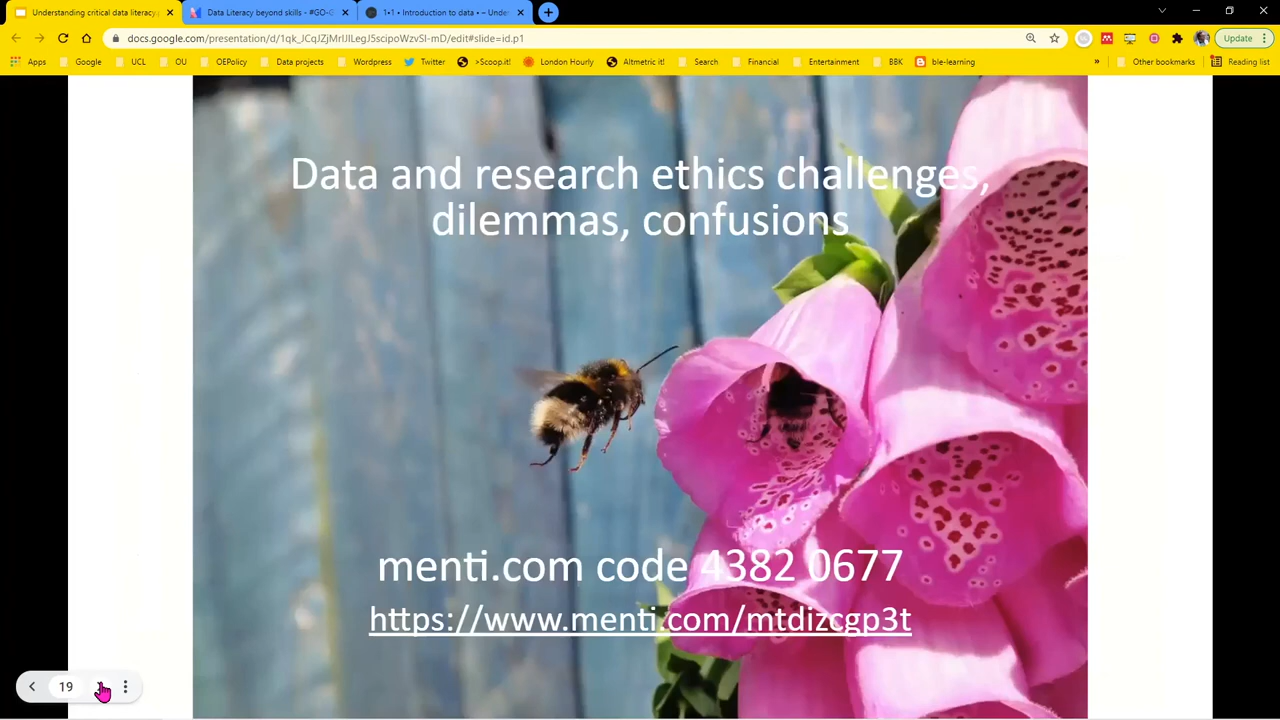 Understanding critical data literacy
Data Literacy beyond skills - #GO-G
1•1 • Introduction to data • – Unde
docs.google.com/presentation/d/1qk_JCqJZjMrIJILegJ5scipoWzvSI-mD/edit#slide=id.p1
Update
Apps
Google
UCL
OU
OEPolicy
Data projects
Wordpress
Twitter
>Scoop.it!
London Hourly
Altmetric it!
Search
Financial
Entertainment
BBK
ble-learning
»
Other bookmarks
Reading list
Data and research ethics challenges,
dilemmas, confusions
menti.com code 4382 0677
https://www.menti.com/mtdizcgp3t
19